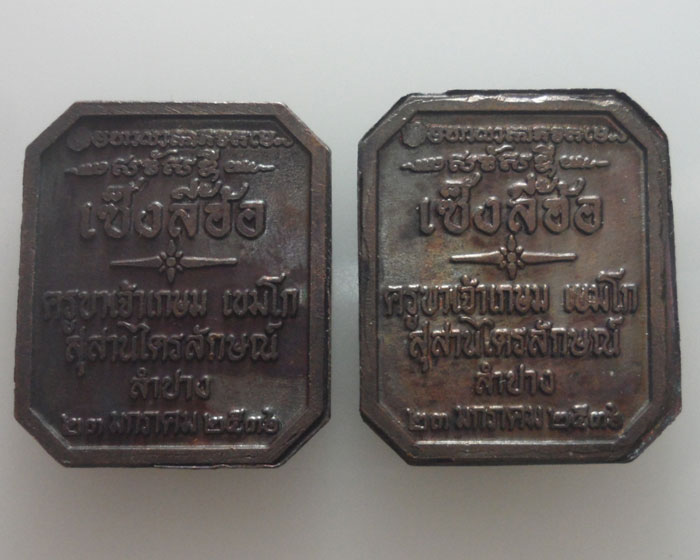 เซ็งลี้ฮ้อ
ครูบาเจ้าเกษม เขมโก
สุสานไตรลักษณ์
ลำปาง
๒๓ มกราคม ๒๕๓๖
เซ็งลี้ฮ้อ
ครูบาเจ้าเกษม เขมโก
สุสานไตรลักษณ์
ลำปาง
๒๓ มกราคม ๒๕๓๖